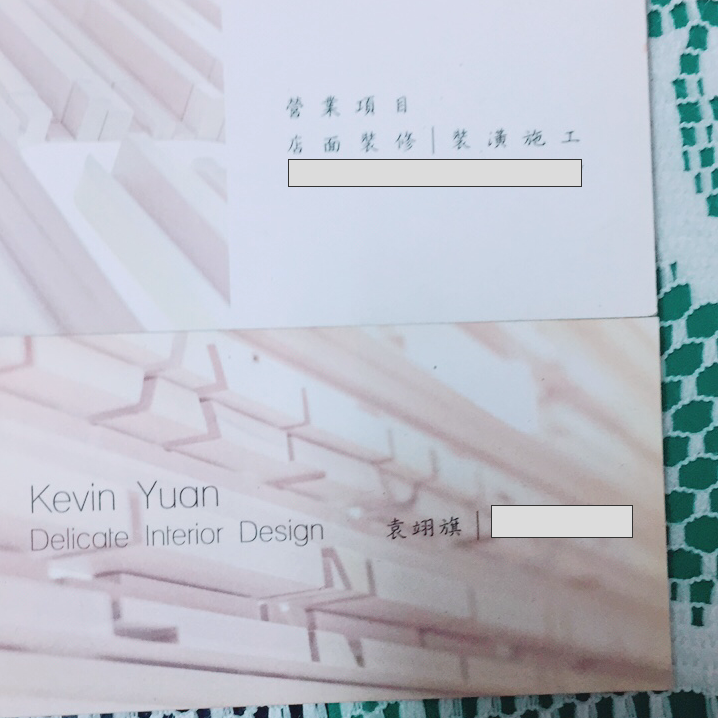 營業項目
店面裝修│裝潢施工
Kevin Yuan
Delicate Interior Design
袁翊旗│